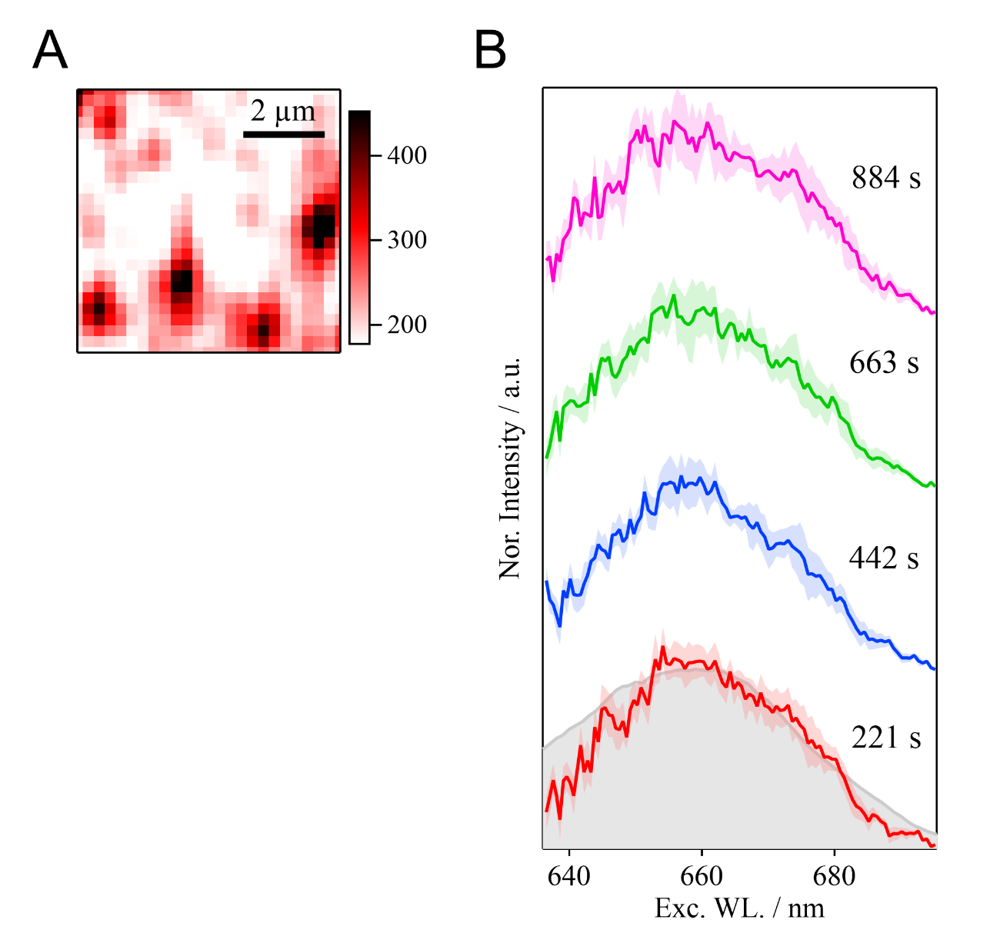 A
B
2 µm
400
300
200
884 s
663 s
442 s
221 s
Nor. Intensity / a.u.
640 660 680
Exc. WL. / nm